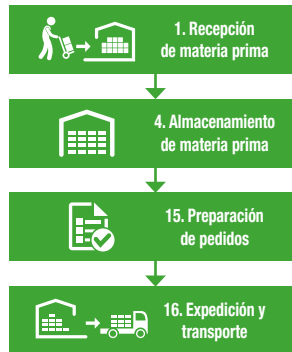 1. Recepción
de materia prima
4. Almacenamiento
de materia prima
15. Preparación
de pedidos
16. Expedición y
transporte